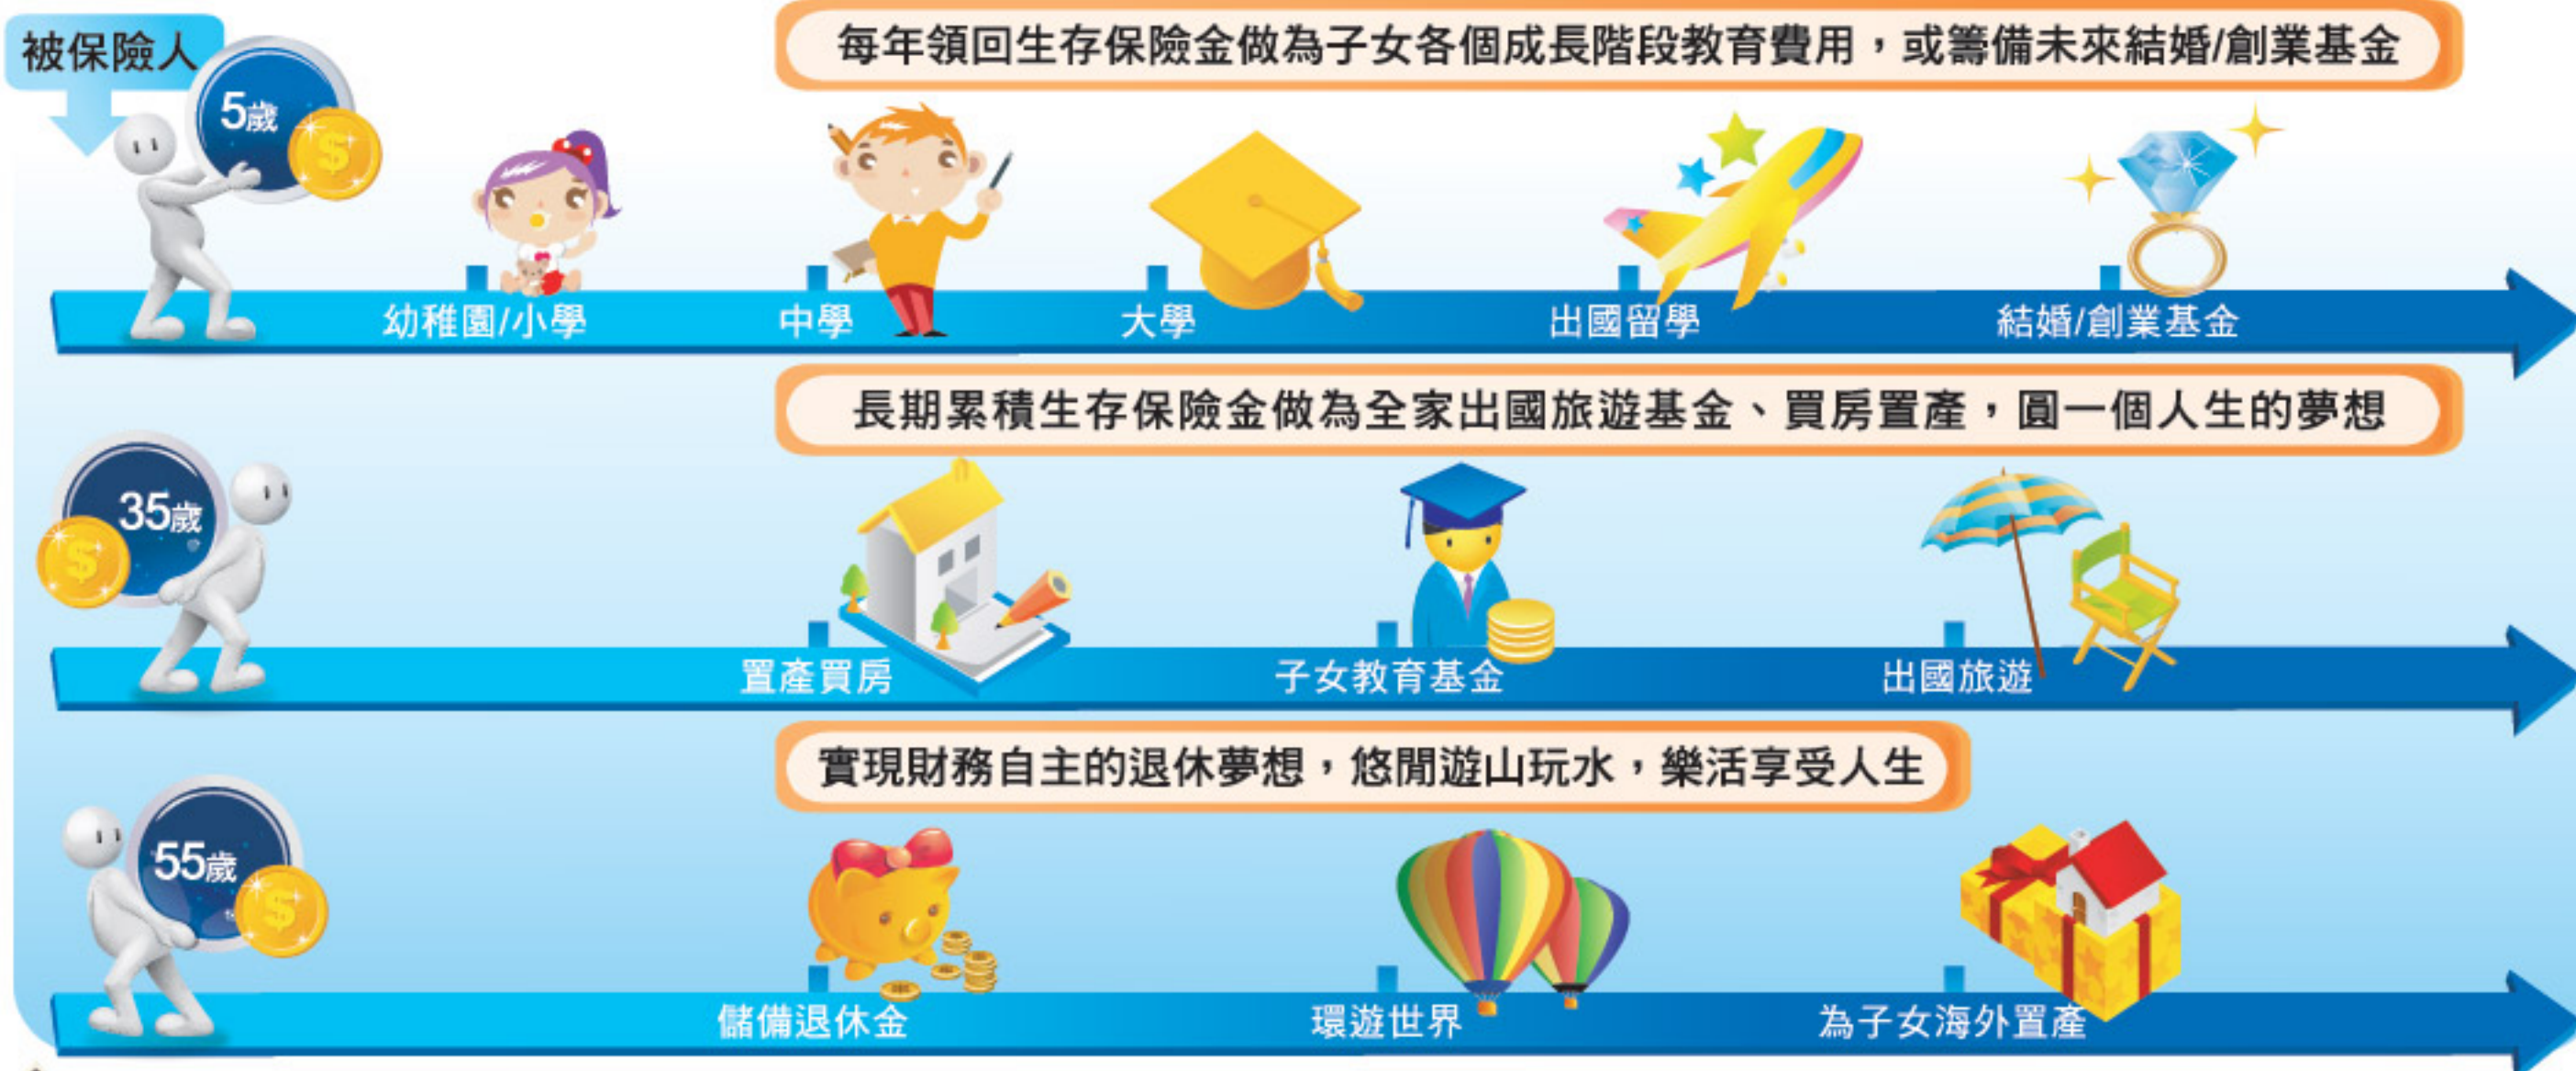 被保險人
每年領回生存保險金做為子女各個成長階段教育費用，或籌備未來結婚/創業基金
5歲
$
幼稚園/小學
中學
大學
出國留學
結婚/創業基金
長期累積生存保險金做為全家出國旅遊基金、買房置產，圓一個人生的夢想
35歲
$
置產買房
子女教育基金
出國旅遊
實現財務自主的退休夢想，悠閒遊山玩水，樂活享受人生
55歲
$
儲備退休金
環遊世界
為子女海外置產